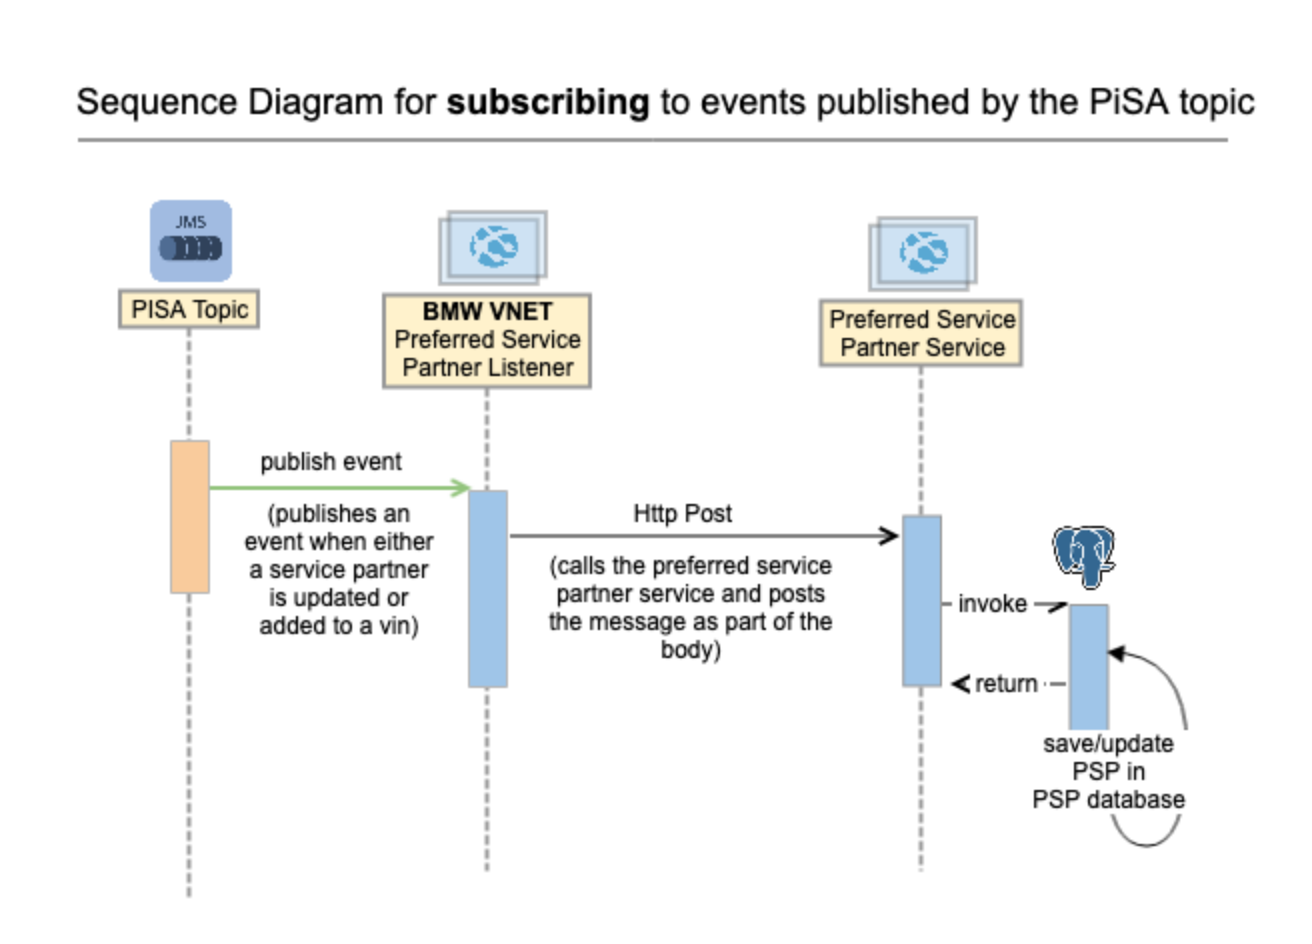 Sequence Diagram for subscribing to events published by the PiSA topic
JMS
PISA Topic
BMW VNET
Preferred Service
Partner Listener
Preferred Service
Partner Service
publish event
(publishes an
event when either
a service partner
is updated or
added to a vin)
Http Post
(calls the preferred service
partner service and posts
the message as part of the
body)
invoke
return
save/update
PSP in
PSP database